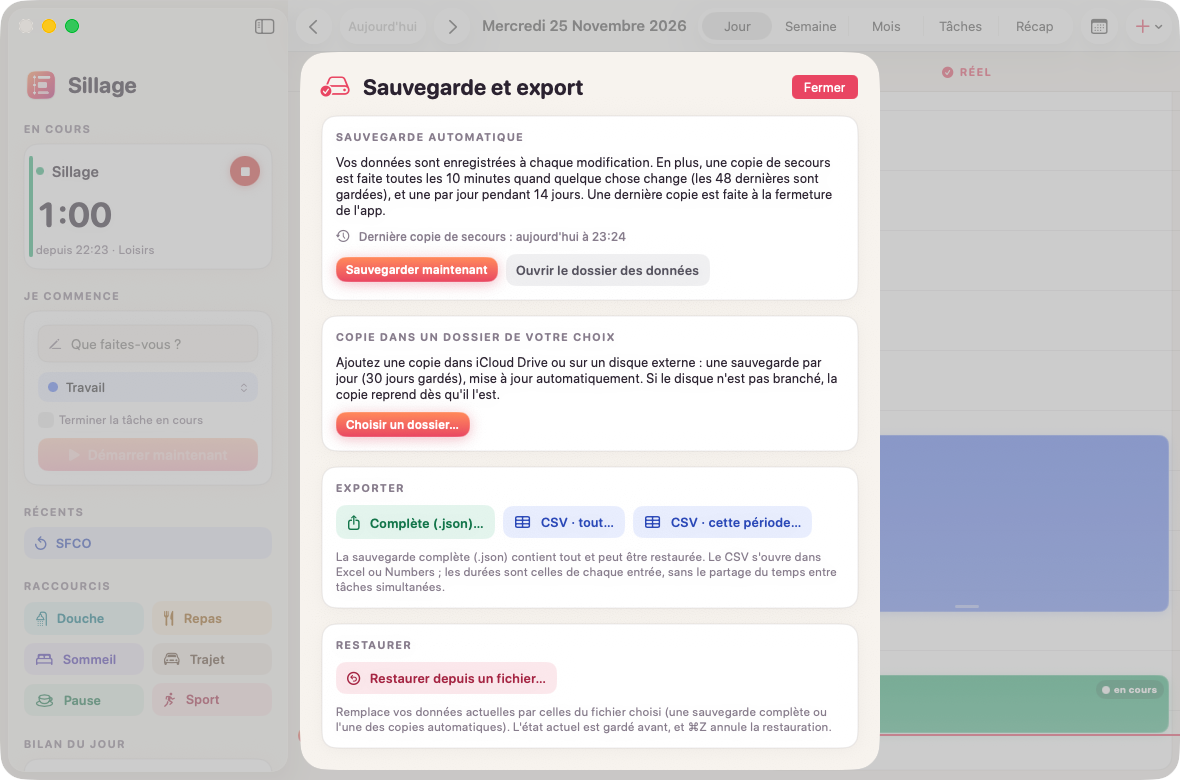 Aujourd'hui
Mercredi 25 Novembre 2026
Jour
Semaine
Mois
Tâches
Récap
Sillage
EN COURS
Sillage
1:00
depuis 22:23 · Loisirs
JE COMMENCE
Que faites-vous ?
Travail
Terminer la tâche en cours
Démarrer maintenant
RÉCENTS
SFCO
RACCOURCIS
Douche
Repas
Sommeil
Trajet
Pause
Sport
BILAN DU JOUR
Sauvegarde et export
Fermer
SAUVEGARDE AUTOMATIQUE
Vos données sont enregistrées à chaque modification. En plus, une copie de secours
est faite toutes les 10 minutes quand quelque chose change (les 48 dernières sont
gardées), et une par jour pendant 14 jours. Une dernière copie est faite à la fermeture
de l'app.
Dernière copie de secours : aujourd'hui à 23:24
Sauvegarder maintenant
Ouvrir le dossier des données
COPIE DANS UN DOSSIER DE VOTRE CHOIX
Ajoutez une copie dans iCloud Drive ou sur un disque externe : une sauvegarde par
jour (30 jours gardés), mise à jour automatiquement. Si le disque n'est pas branché, la
copie reprend dès qu'il l'est.
Choisir un dossier...
EXPORTER
Complète (.json)...
CSV · tout...
CSV · cette période...
La sauvegarde complète (.json) contient tout et peut être restaurée. Le CSV s'ouvre dans
Excel ou Numbers ; les durées sont celles de chaque entrée, sans le partage du temps entre
tâches simultanées.
RESTAURER
Restaurer depuis un fichier...
Remplace vos données actuelles par celles du fichier choisi (une sauvegarde complète ou
l'une des copies automatiques). L'état actuel est gardé avant, et ⌘Z annule la restauration.
RÉEL
en cours